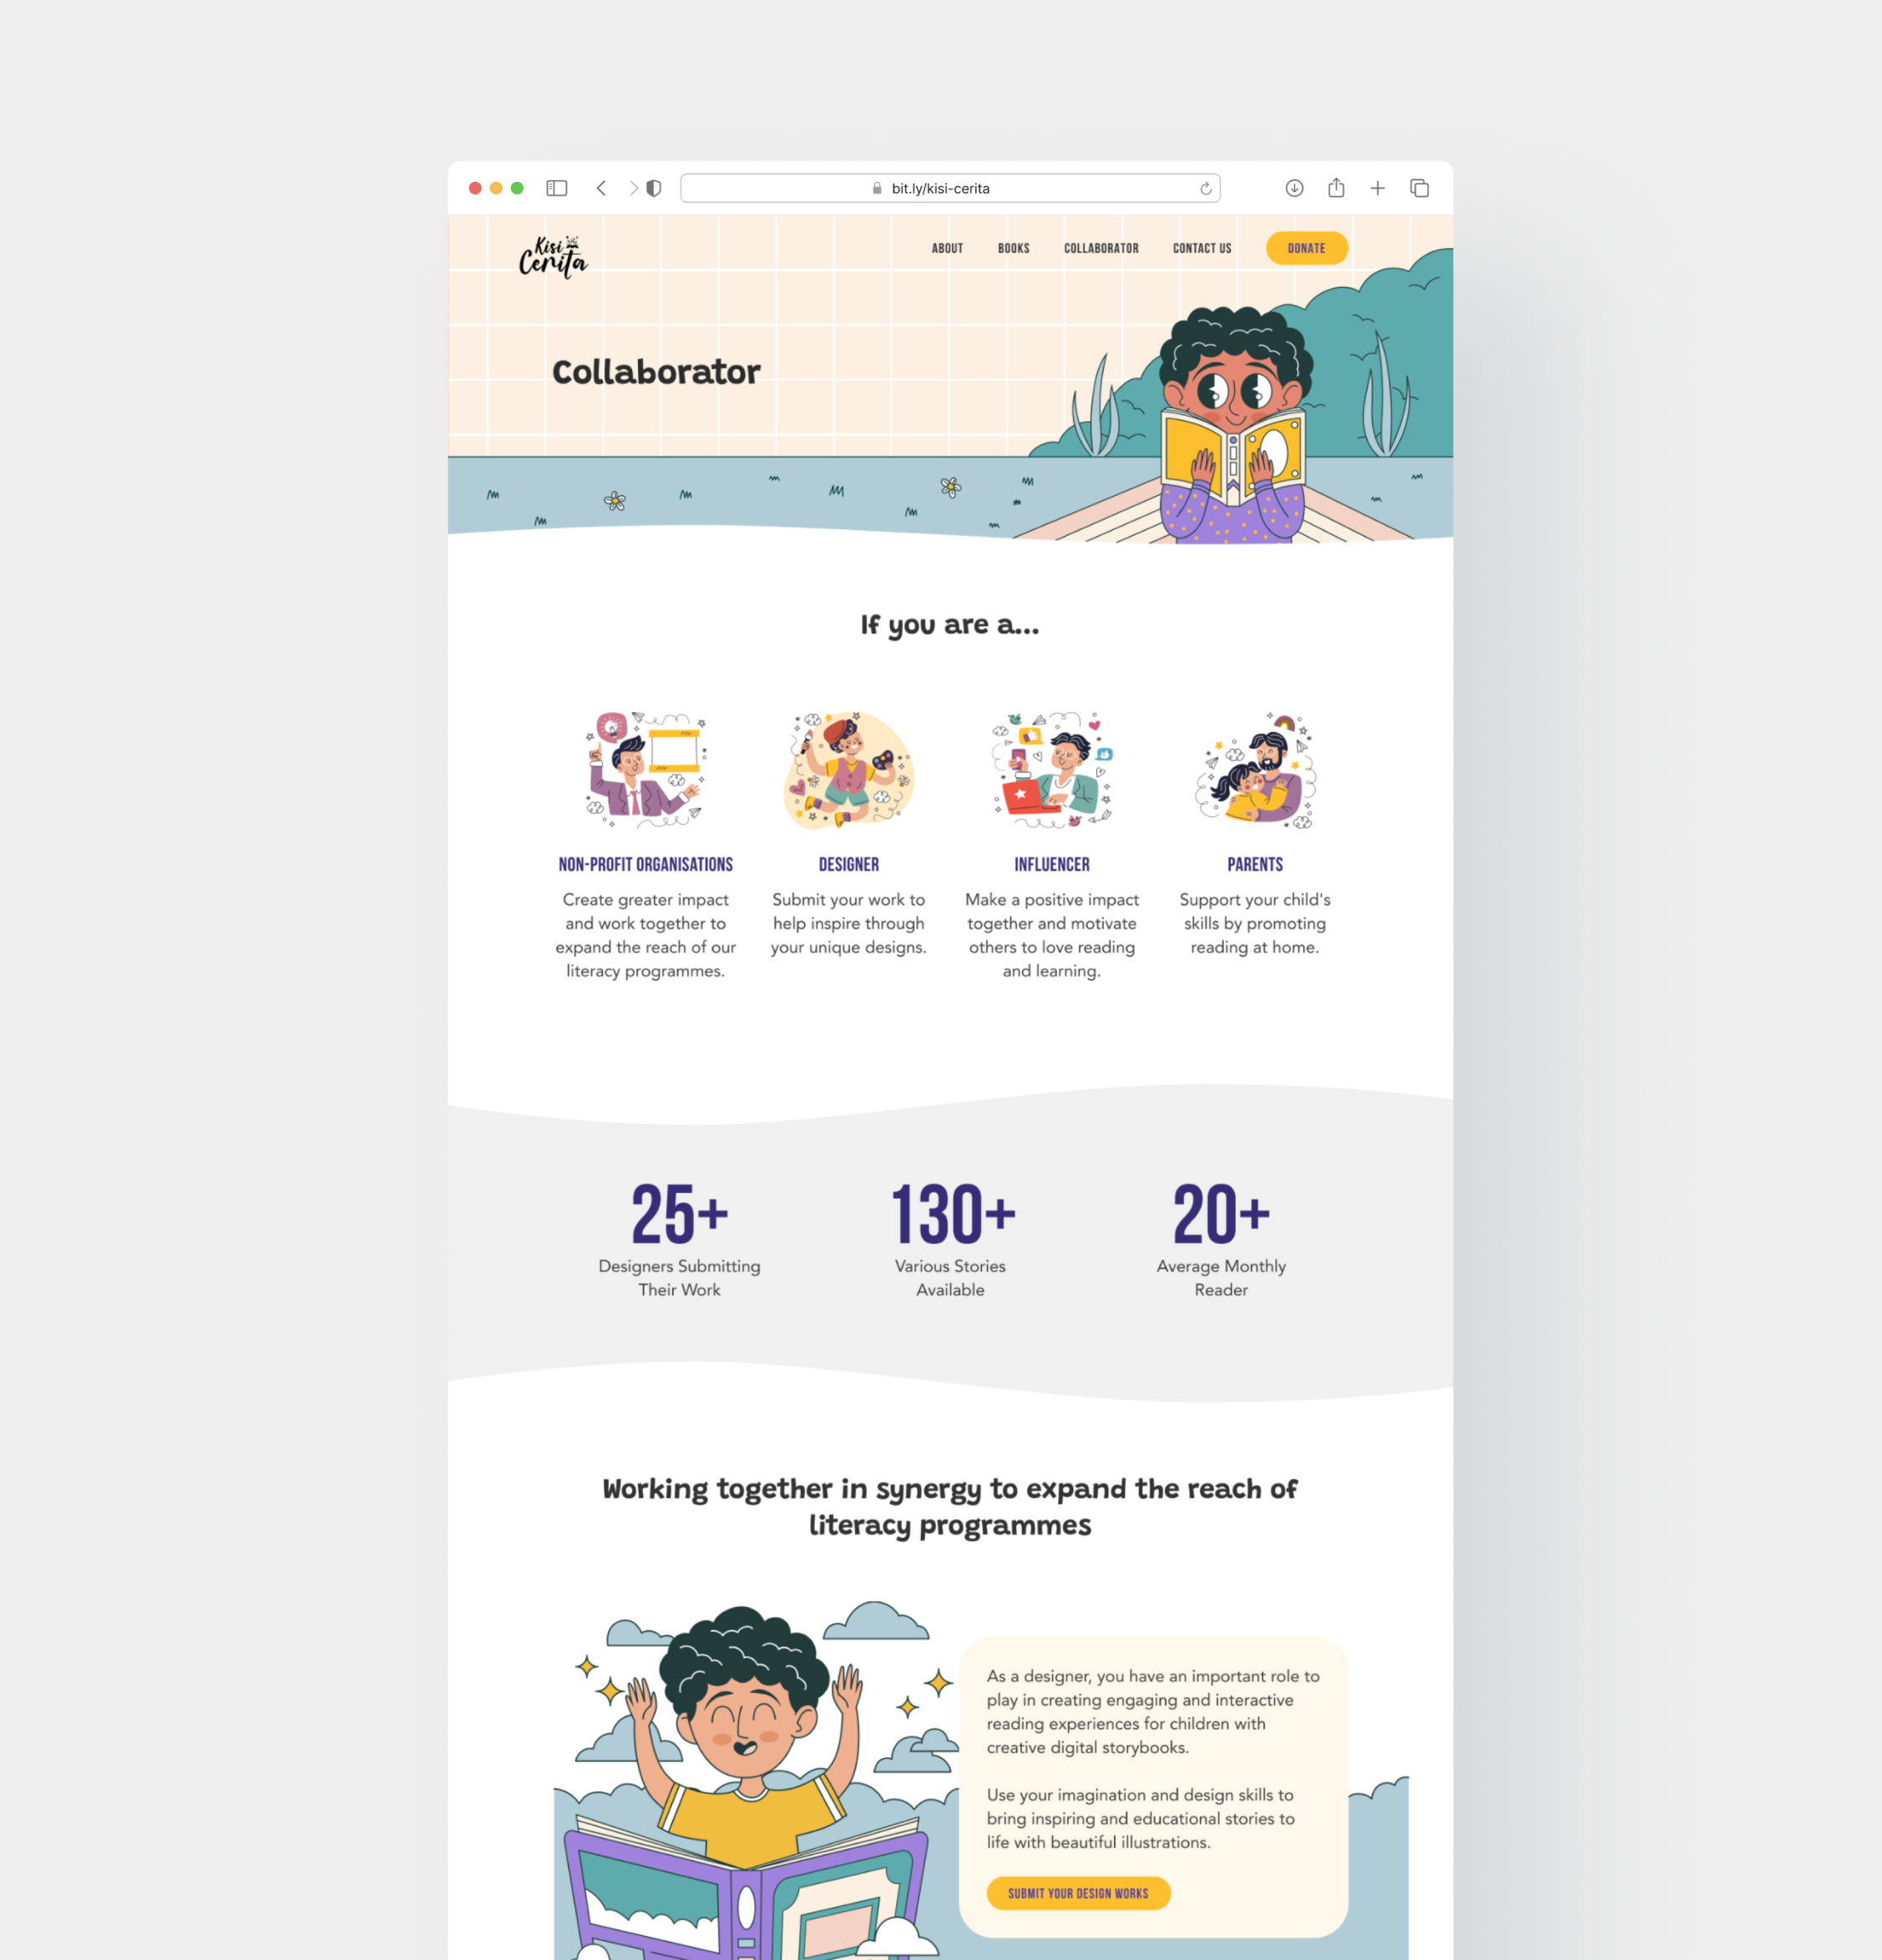 bit.ly/kisi-cerita
Kisi
Cerita
ABOUT BOOKS COLLABORATOR CONTACT US DONATE
Collaborator
If you are a...
NON-PROFIT ORGANISATIONS
Create greater impact
and work together to
expand the reach of our
literacy programmes.
DESIGNER
Submit your work to
help inspire through
your unique designs.
INFLUENCER
Make a positive impact
together and motivate
others to love reading
and learning.
PARENTS
Support your child's
skills by promoting
reading at home.
25+
Designers Submitting
Their Work
130+
Various Stories
Available
20+
Average Monthly
Reader
Working together in synergy to expand the reach of
literacy programmes
As a designer, you have an important role to
play in creating engaging and interactive
reading experiences for children with
creative digital storybooks.
Use your imagination and design skills to
bring inspiring and educational stories to
life with beautiful illustrations.
SUBMIT YOUR DESIGN WORKS